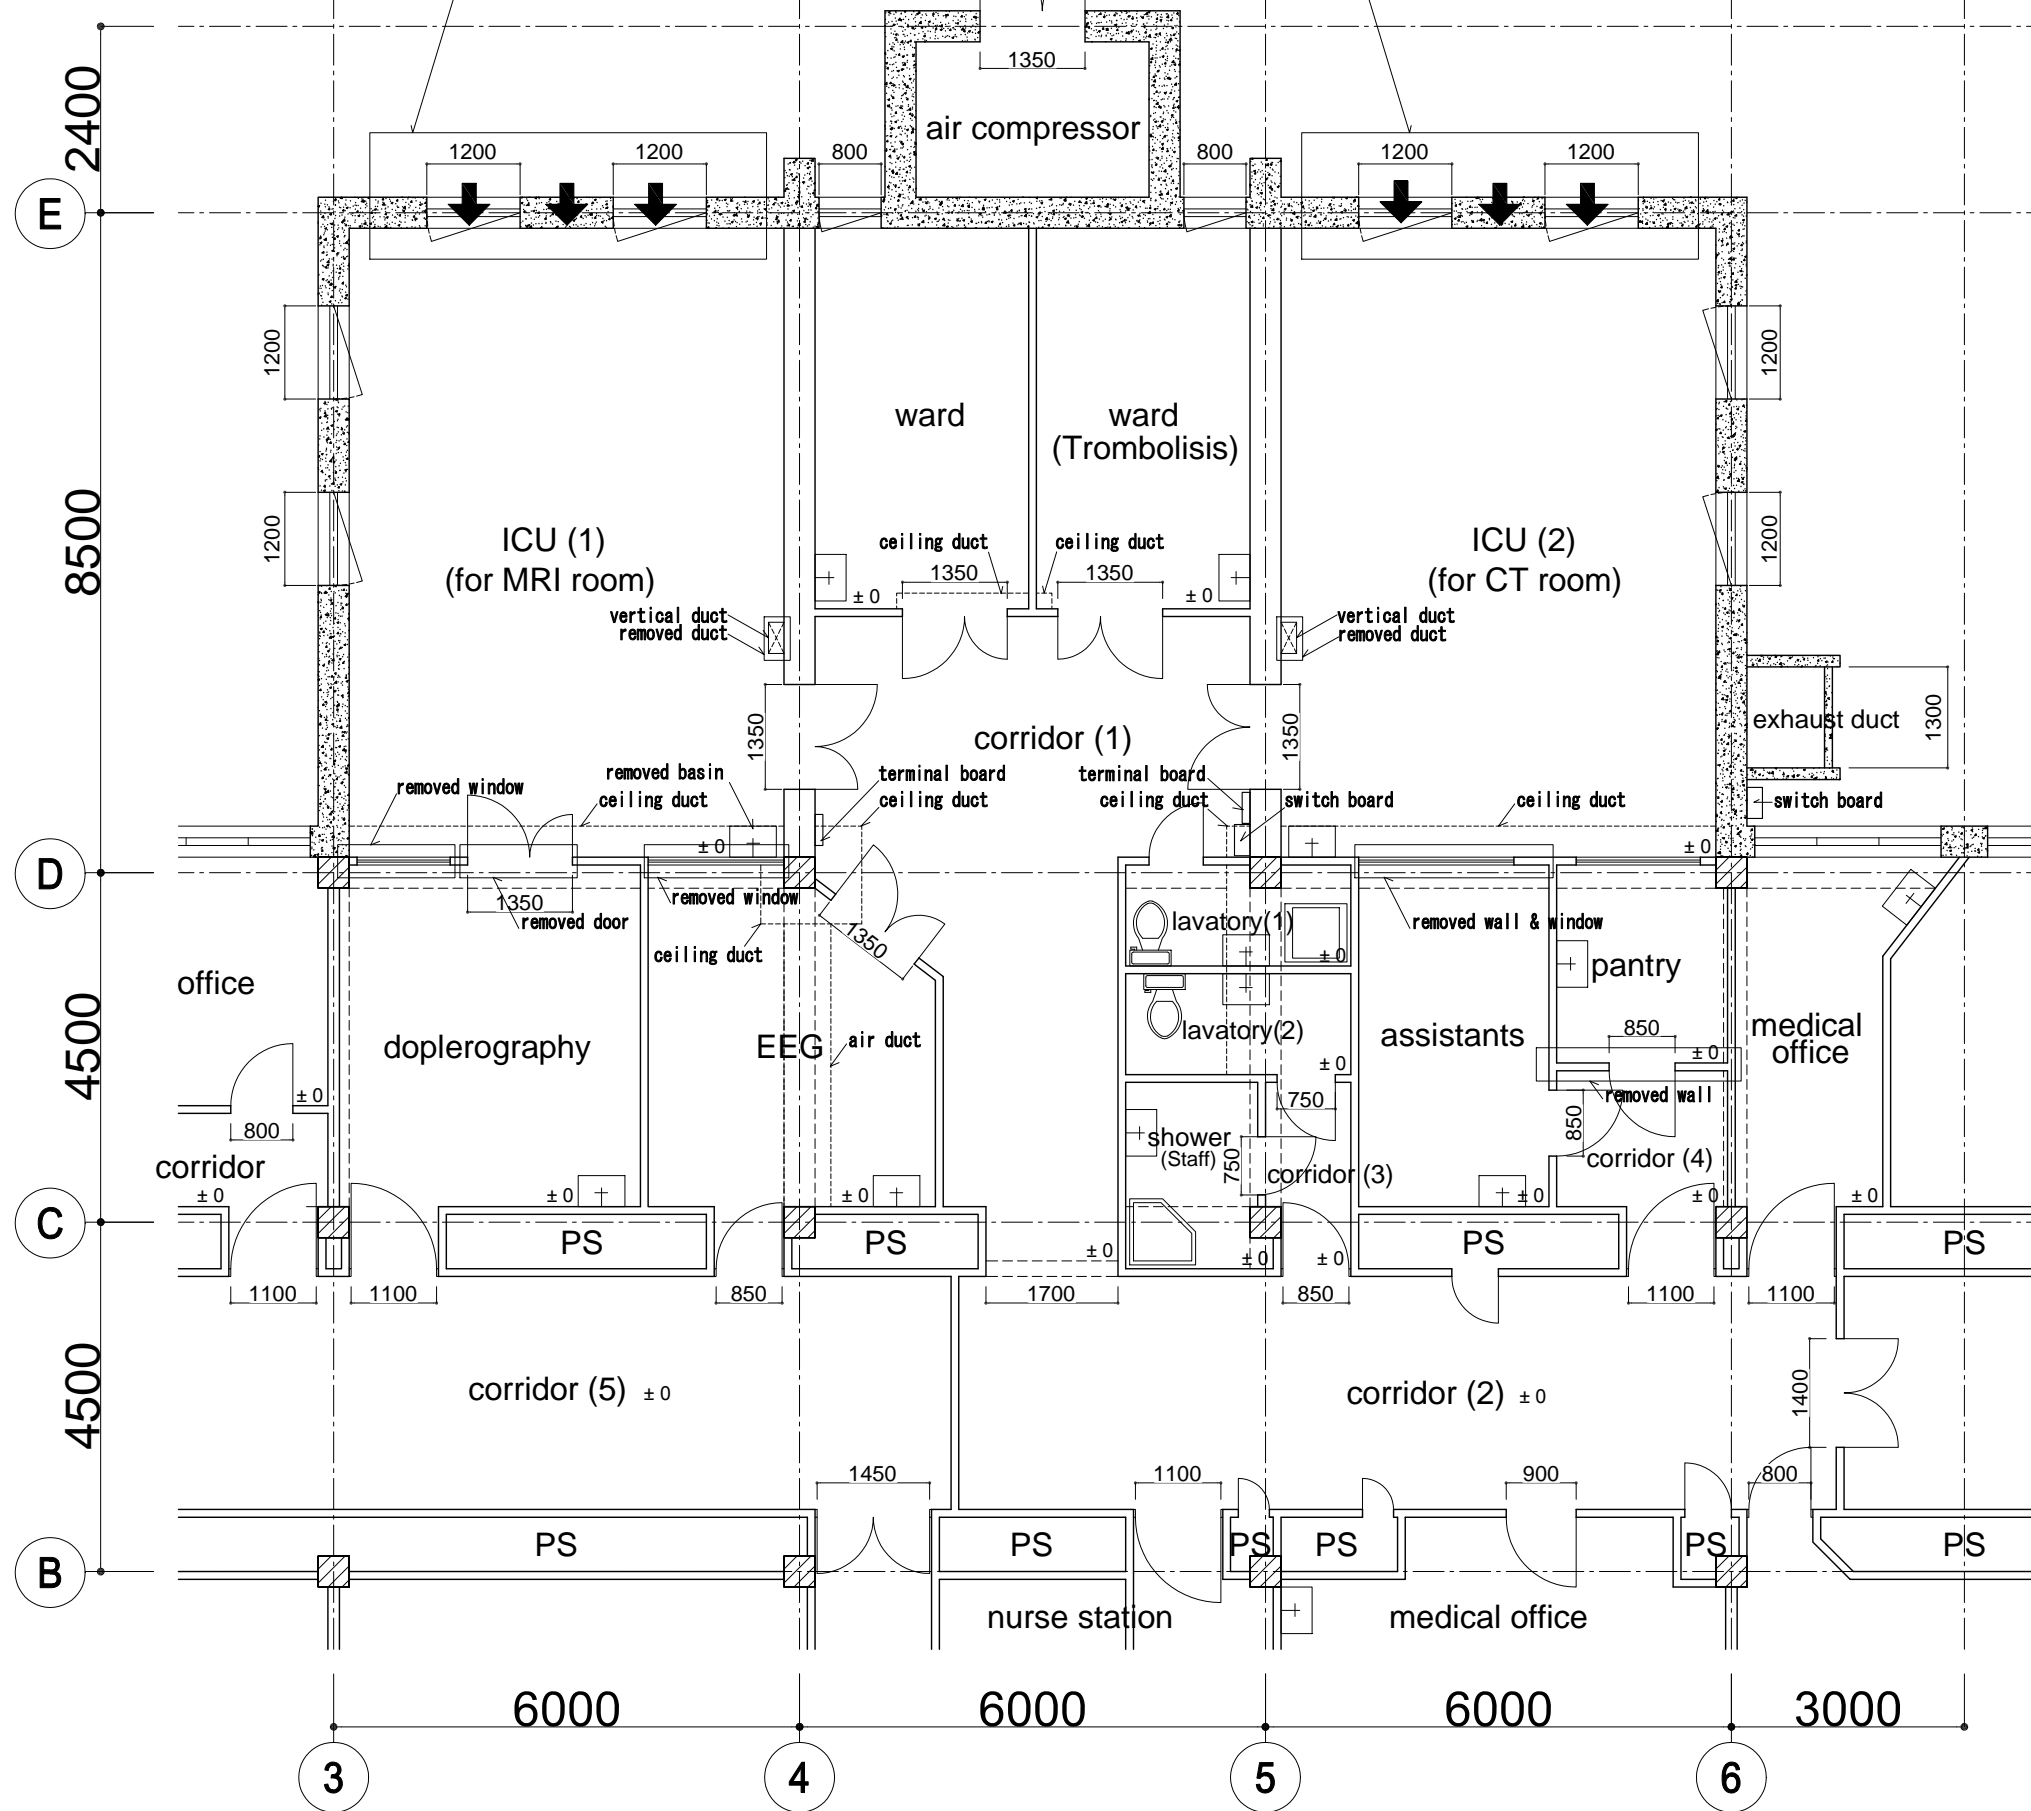 1350
2400
air compressor
1200
1200
800
800
1200
1200
E
1200
1200
ward
ward
(Trombolisis)
8500
1200
1200
ICU (1)
(for MRI room)
ceiling duct
ceiling duct
1350
1350
± 0
± 0
ICU (2)
(for CT room)
vertical duct
removed duct
vertical duct
removed duct
1350
corridor (1)
1350
exhaust duct
1300
removed window
removed basin
ceiling duct
terminal board
ceiling duct
terminal board
ceiling duct
switch board
ceiling duct
switch board
± 0
± 0
D
1350
removed door
removed window
1350
lavatory(1)
removed wall & window
ceiling duct
± 0
office
pantry
4500
doplerography
EEG
air duct
lavatory(2)
assistants
850
medical
office
± 0
± 0
± 0
800
750
removed wall
850
shower
(Staff)
750
corridor
corridor (3)
corridor (4)
± 0
± 0
± 0
± 0
± 0
± 0
C
PS
PS
± 0
± 0
± 0
PS
PS
1100
1100
850
1700
850
1100
1100
4500
corridor (5)
± 0
corridor (2)
± 0
1400
1450
1100
900
800
PS
PS
PS
PS
PS
PS
B
nurse station
medical office
6000
6000
6000
3000
3
4
5
6